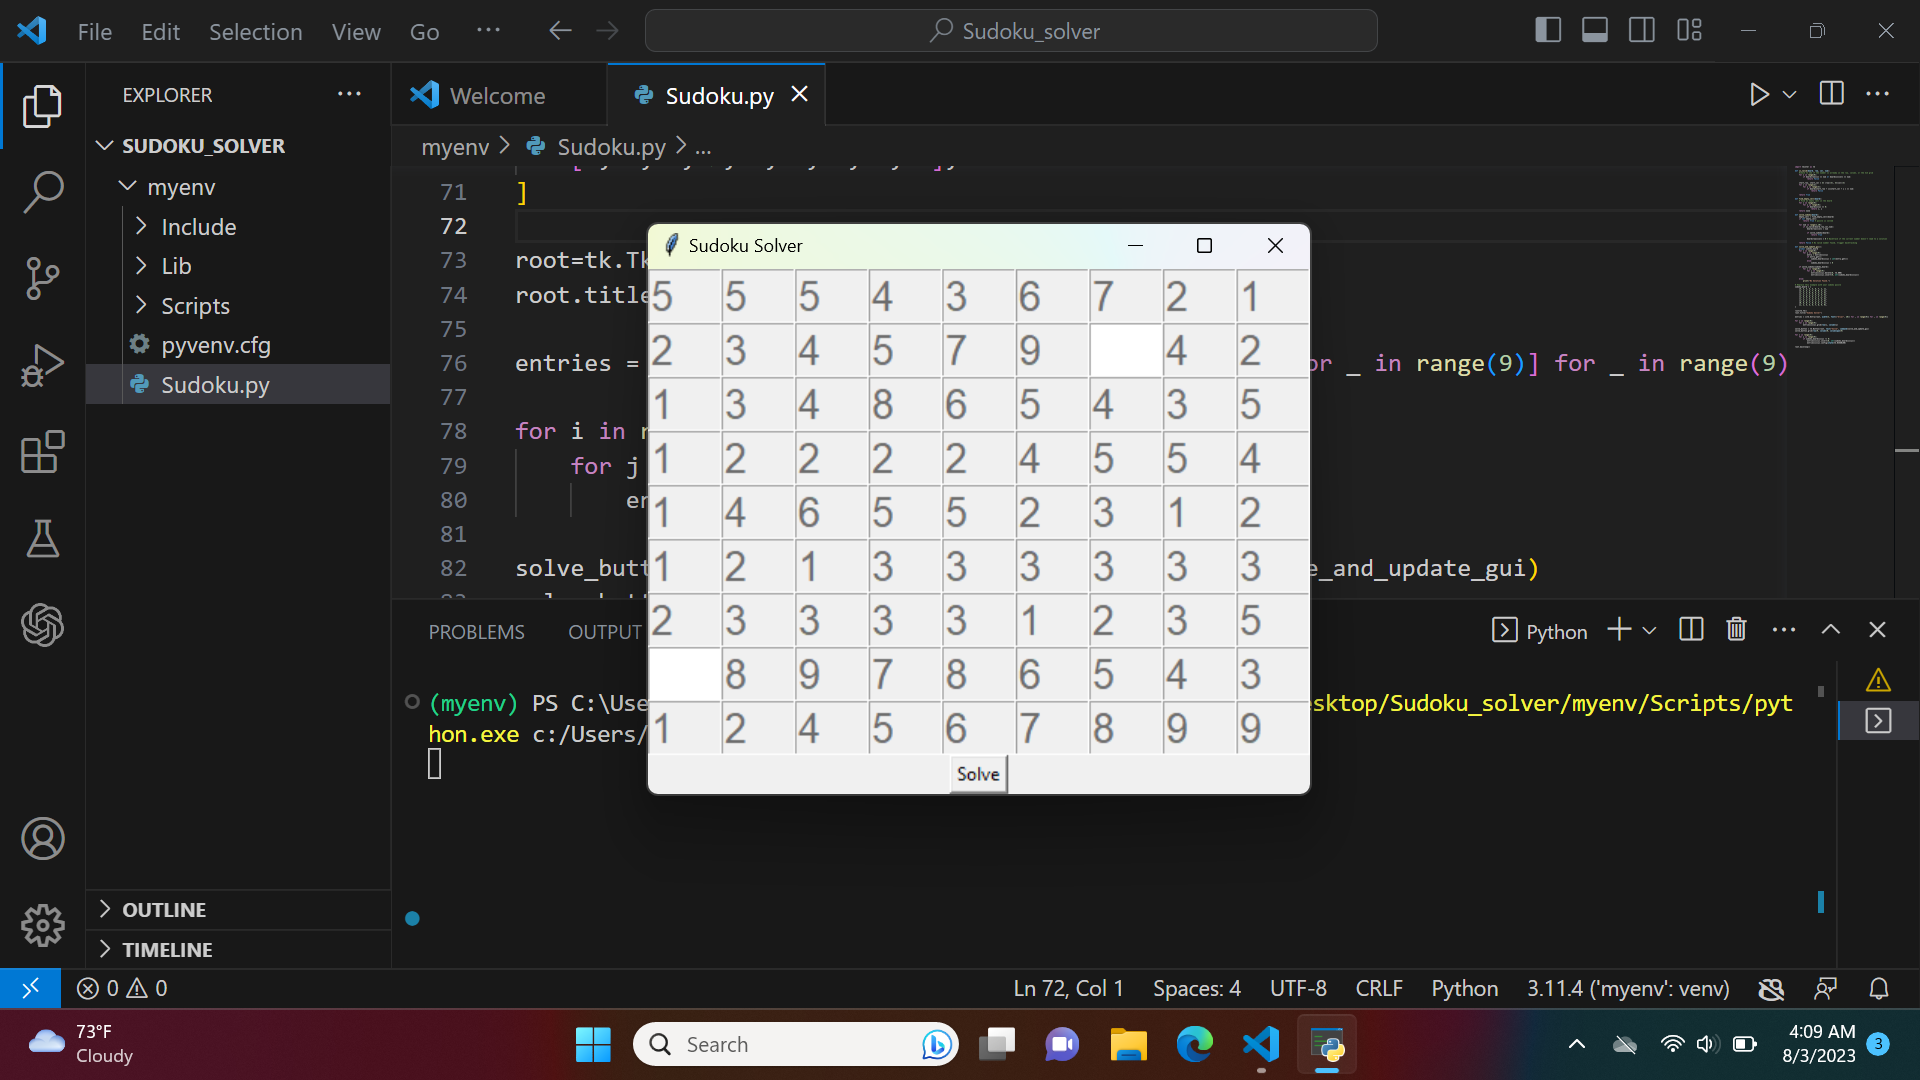 File Edit Selection View Go ··· Sudoku_solver
EXPLORER ···
Welcome Sudoku.py
SUDOKU_SOLVER
myenv > Sudoku.py > ...
myenv
Include
Lib
Scripts
pyvenv.cfg
Sudoku.py
71 ]
72
73 root=tk.Tk
74 root.title
75
76 entries = or _ in range(9)] for _ in range(9)
77
78 for i in r
79 for j
80 en
81
82 solve_butt e_and_update_gui)
Sudoku Solver
5 5 5 4 3 6 7 2 1
2 3 4 5 7 9 4 2
1 3 4 8 6 5 4 3 5
1 2 2 2 2 4 5 5 4
1 4 6 5 5 2 3 1 2
1 2 1 3 3 3 3 3 3
2 3 3 3 3 1 2 3 5
8 9 7 8 6 5 4 3
1 2 4 5 6 7 8 9 9
Solve
PROBLEMS OUTPUT Python
(myenv) PS C:\Use sktop/Sudoku_solver/myenv/Scripts/pyt
hon.exe c:/Users/
OUTLINE
TIMELINE
0 0 Ln 72, Col 1 Spaces: 4 UTF-8 CRLF Python 3.11.4 ('myenv': venv)
73°F
Cloudy
Search
4:09 AM
8/3/2023
3